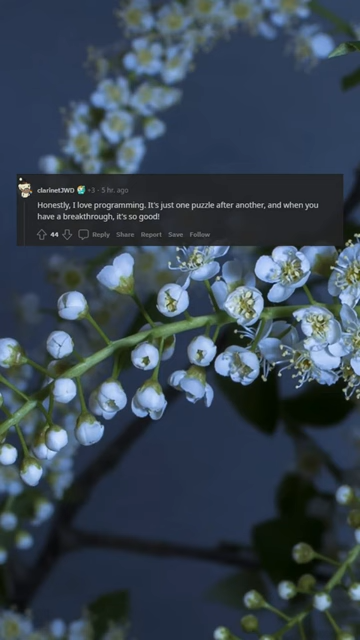 clarinetJWD 3 · 5 hr. ago
Honestly, I love programming. It's just one puzzle after another, and when you
have a breakthrough, it's so good!
44 Reply Share Report Save Follow